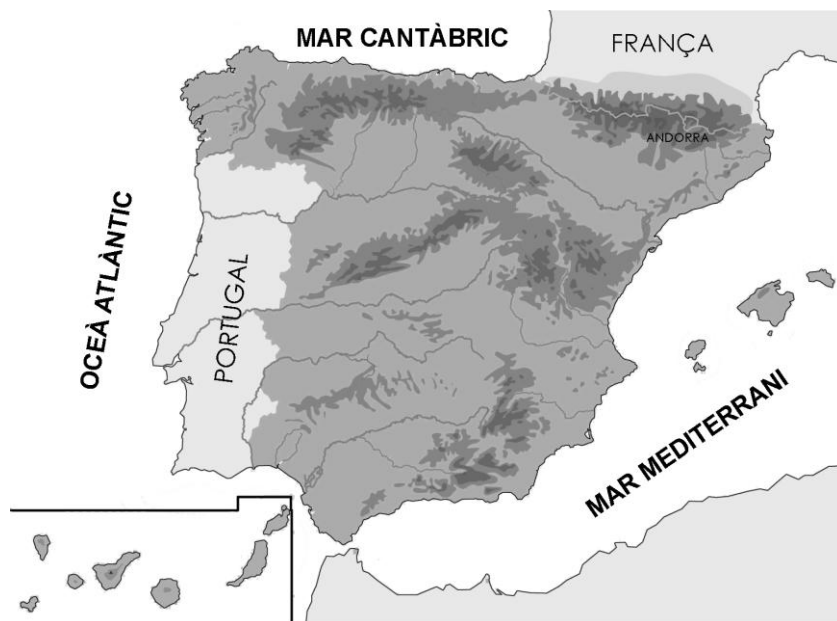 MAR CANTÀBRIC
FRANÇA
ANDORRA
OCEÀ ATLÀNTIC
PORTUGAL
MAR MEDITERRANI